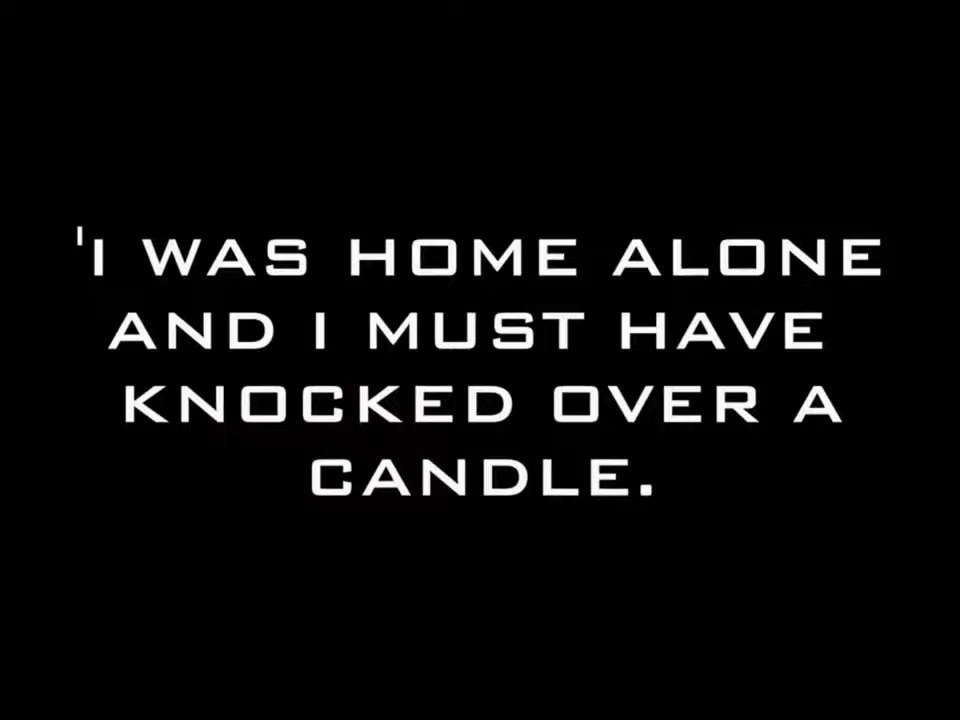 'I WAS HOME ALONE
AND I MUST HAVE
KNOCKED OVER A
CANDLE.